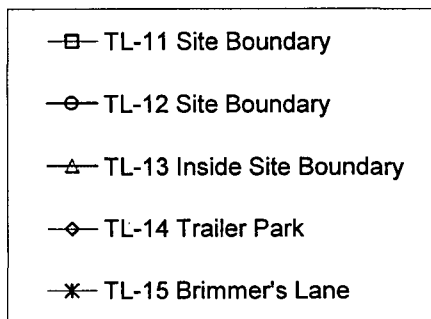 TL-11 Site Boundary
TL-12 Site Boundary
TL-13 Inside Site Boundary
TL-14 Trailer Park
TL-15 Brimmer's Lane